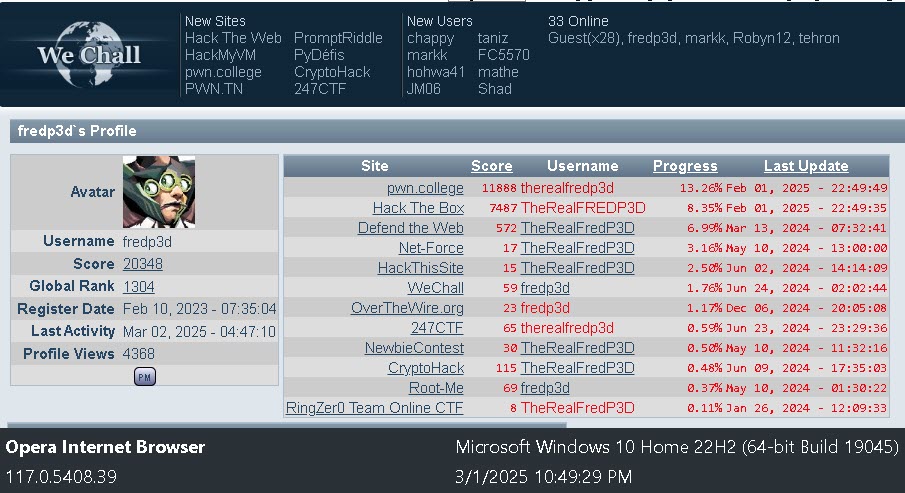 We Chall
New Sites
Hack The Web PromptRiddle
HackMyVM PyDéfis
pwn.college CryptoHack
PWN.TN 247CTF
New Users
chappy taniz
markk FC5570
hohwa41 mathe
JM06 Shad
33 Online
Guest(x28), fredp3d, markk, Robyn12, tehron
fredp3d`s Profile
Avatar
Username fredp3d
Score 20348
Global Rank 1304
Register Date Feb 10, 2023 - 07:35:04
Last Activity Mar 02, 2025 - 04:47:10
Profile Views 4368
PM
Site Score Username Progress Last Update
pwn.college 11888 therealfredp3d 13.26% Feb 01, 2025 - 22:49:49
Hack The Box 7487 TheRealFREDP3D 8.35% Feb 01, 2025 - 22:49:35
Defend the Web 572 TheRealFredP3D 6.99% Mar 13, 2024 - 07:32:41
Net-Force 17 TheRealFredP3D 3.16% May 10, 2024 - 13:00:00
HackThisSite 15 TheRealFredP3D 2.50% Jun 02, 2024 - 14:14:09
WeChall 59 fredp3d 1.76% Jun 24, 2024 - 02:02:44
OverTheWire.org 23 fredp3d 1.17% Dec 06, 2024 - 20:05:08
247CTF 65 therealfredp3d 0.59% Jun 23, 2024 - 23:29:36
NewbieContest 30 TheRealFredP3D 0.50% May 10, 2024 - 11:32:16
CryptoHack 115 TheRealFredP3D 0.48% Jun 09, 2024 - 17:35:03
Root-Me 69 fredp3d 0.37% May 10, 2024 - 01:30:22
RingZer0 Team Online CTF 8 TheRealFredP3D 0.11% Jan 26, 2024 - 12:09:33
Opera Internet Browser
117.0.5408.39
Microsoft Windows 10 Home 22H2 (64-bit Build 19045)
3/1/2025 10:49:29 PM